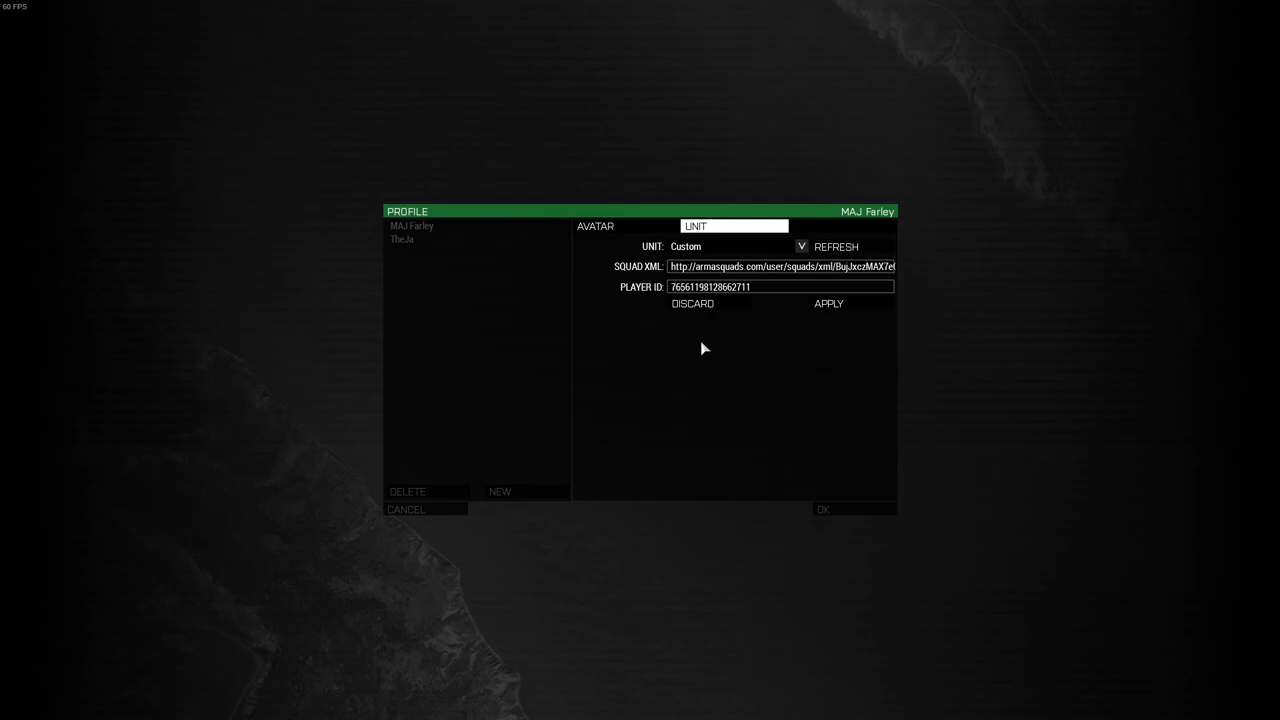 60 FPS
PROFILE MAJ Farley
MAJ Farley
TheJa
AVATAR UNIT
UNIT: Custom V REFRESH
SQUAD XML: http://armasquads.com/user/squads/xml/BujJxczMAX7e
PLAYER ID: 76561198128662711
DISCARD APPLY
DELETE NEW
CANCEL OK